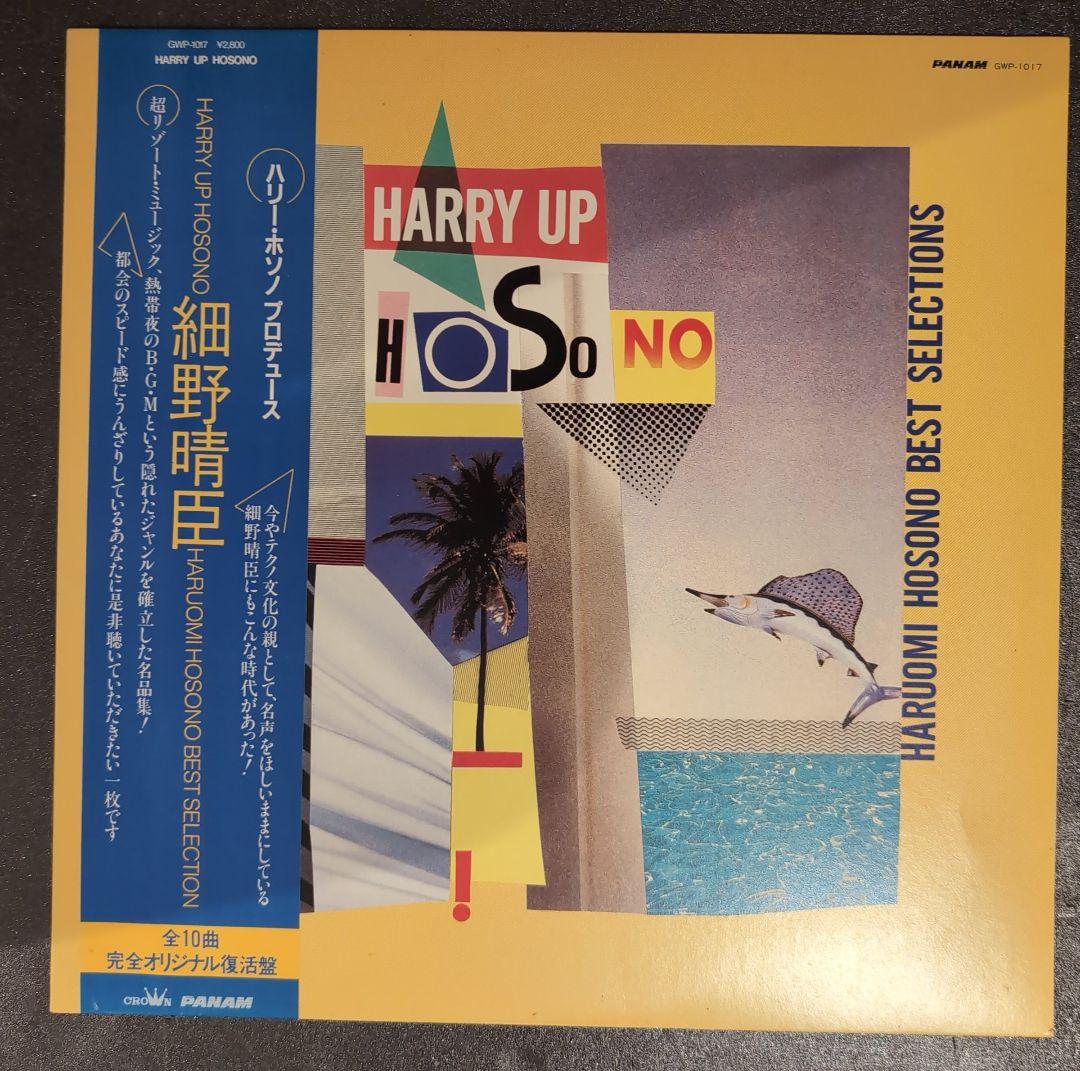 GWP-1017 ¥2,800
HARRY UP HOSONO
ハリー・ホソノ プロデュース
今やテクノ文化の親として、名声をほしいままにしている
細野晴臣にもこんな時代があった!
HARRY UP HOSONO 細野晴臣 HARUOMI HOSONO BEST SELECTION
超リゾート・ミュージック、熱帯夜のB・G・Mという隠れたジャンルを確立した名品集!
都会のスピード感にうんざりしているあなたに是非聴いていただきたい一枚です
全10曲
完全オリジナル復活盤
CROWN PANAM
PANAM GWP-1017
HARRY UP
HOSONO
!
HARUOMI HOSONO BEST SELECTIONS